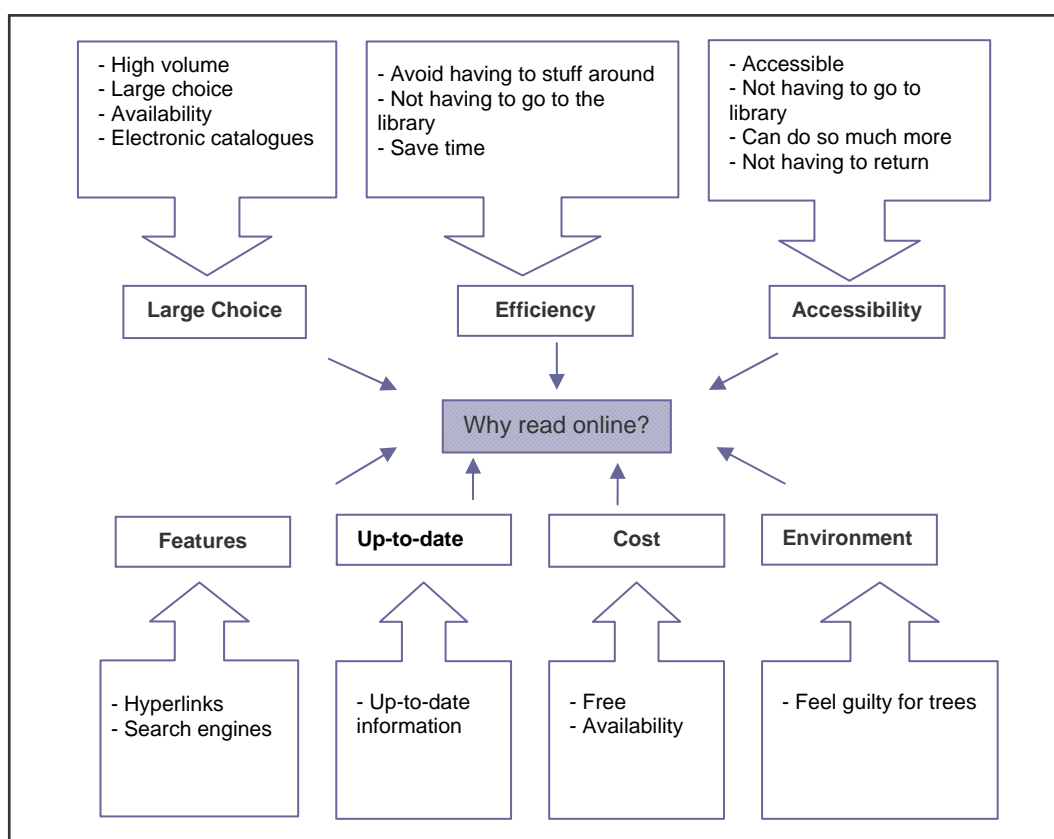 - High volume
- Large choice
- Availability
- Electronic catalogues
- Avoid having to stuff around
- Not having to go to the
library
- Save time
- Accessible
- Not having to go to
library
- Can do so much more
- Not having to return
Large Choice
Efficiency
Accessibility
Why read online?
Features
Up-to-date
Cost
Environment
- Hyperlinks
- Search engines
- Up-to-date
information
- Free
- Availability
- Feel guilty for trees